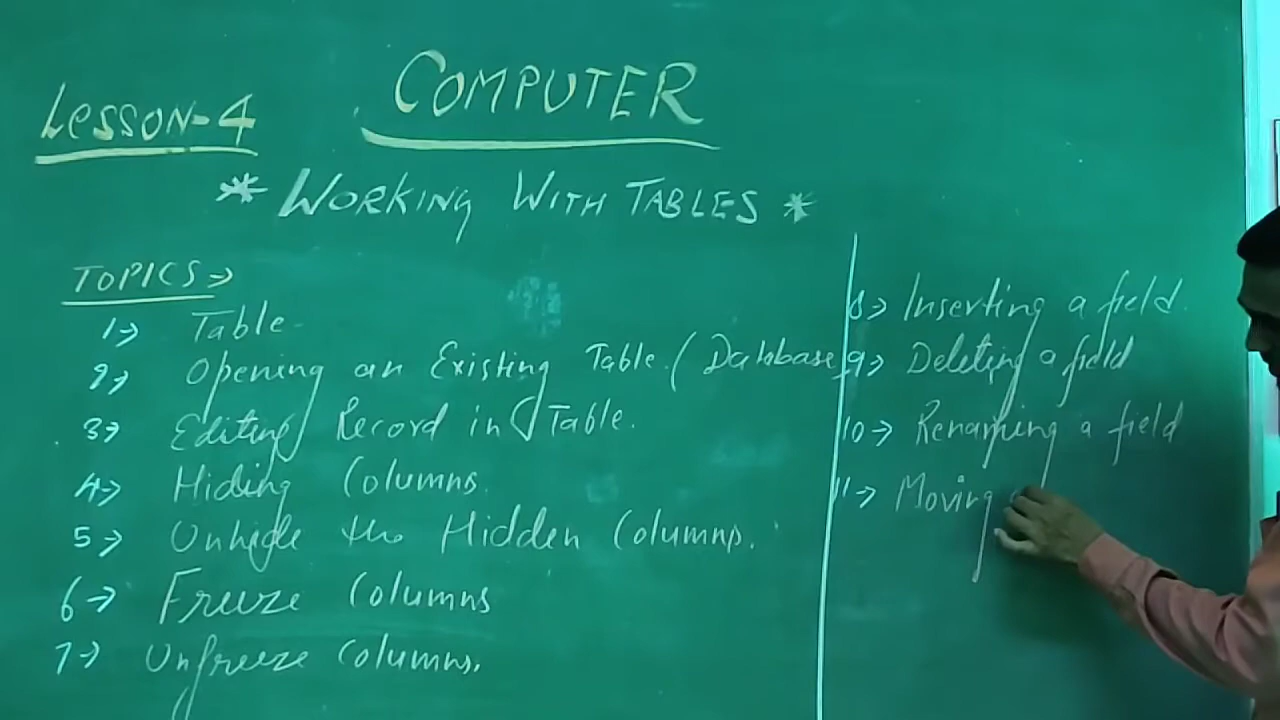 COMPUTER
LESSON-4
* WORKING WITH TABLES *
TOPICS →
1→ Table
2→ Opening an Existing Table. (Database)
3→ Editing Record in Table.
4→ Hiding Columns.
5→ Unhide the Hidden Columns.
6→ Freeze Columns
7→ Unfreeze Columns.
8→ Inserting a field.
9→ Deleting a field
10→ Renaming a field
11→ Moving a